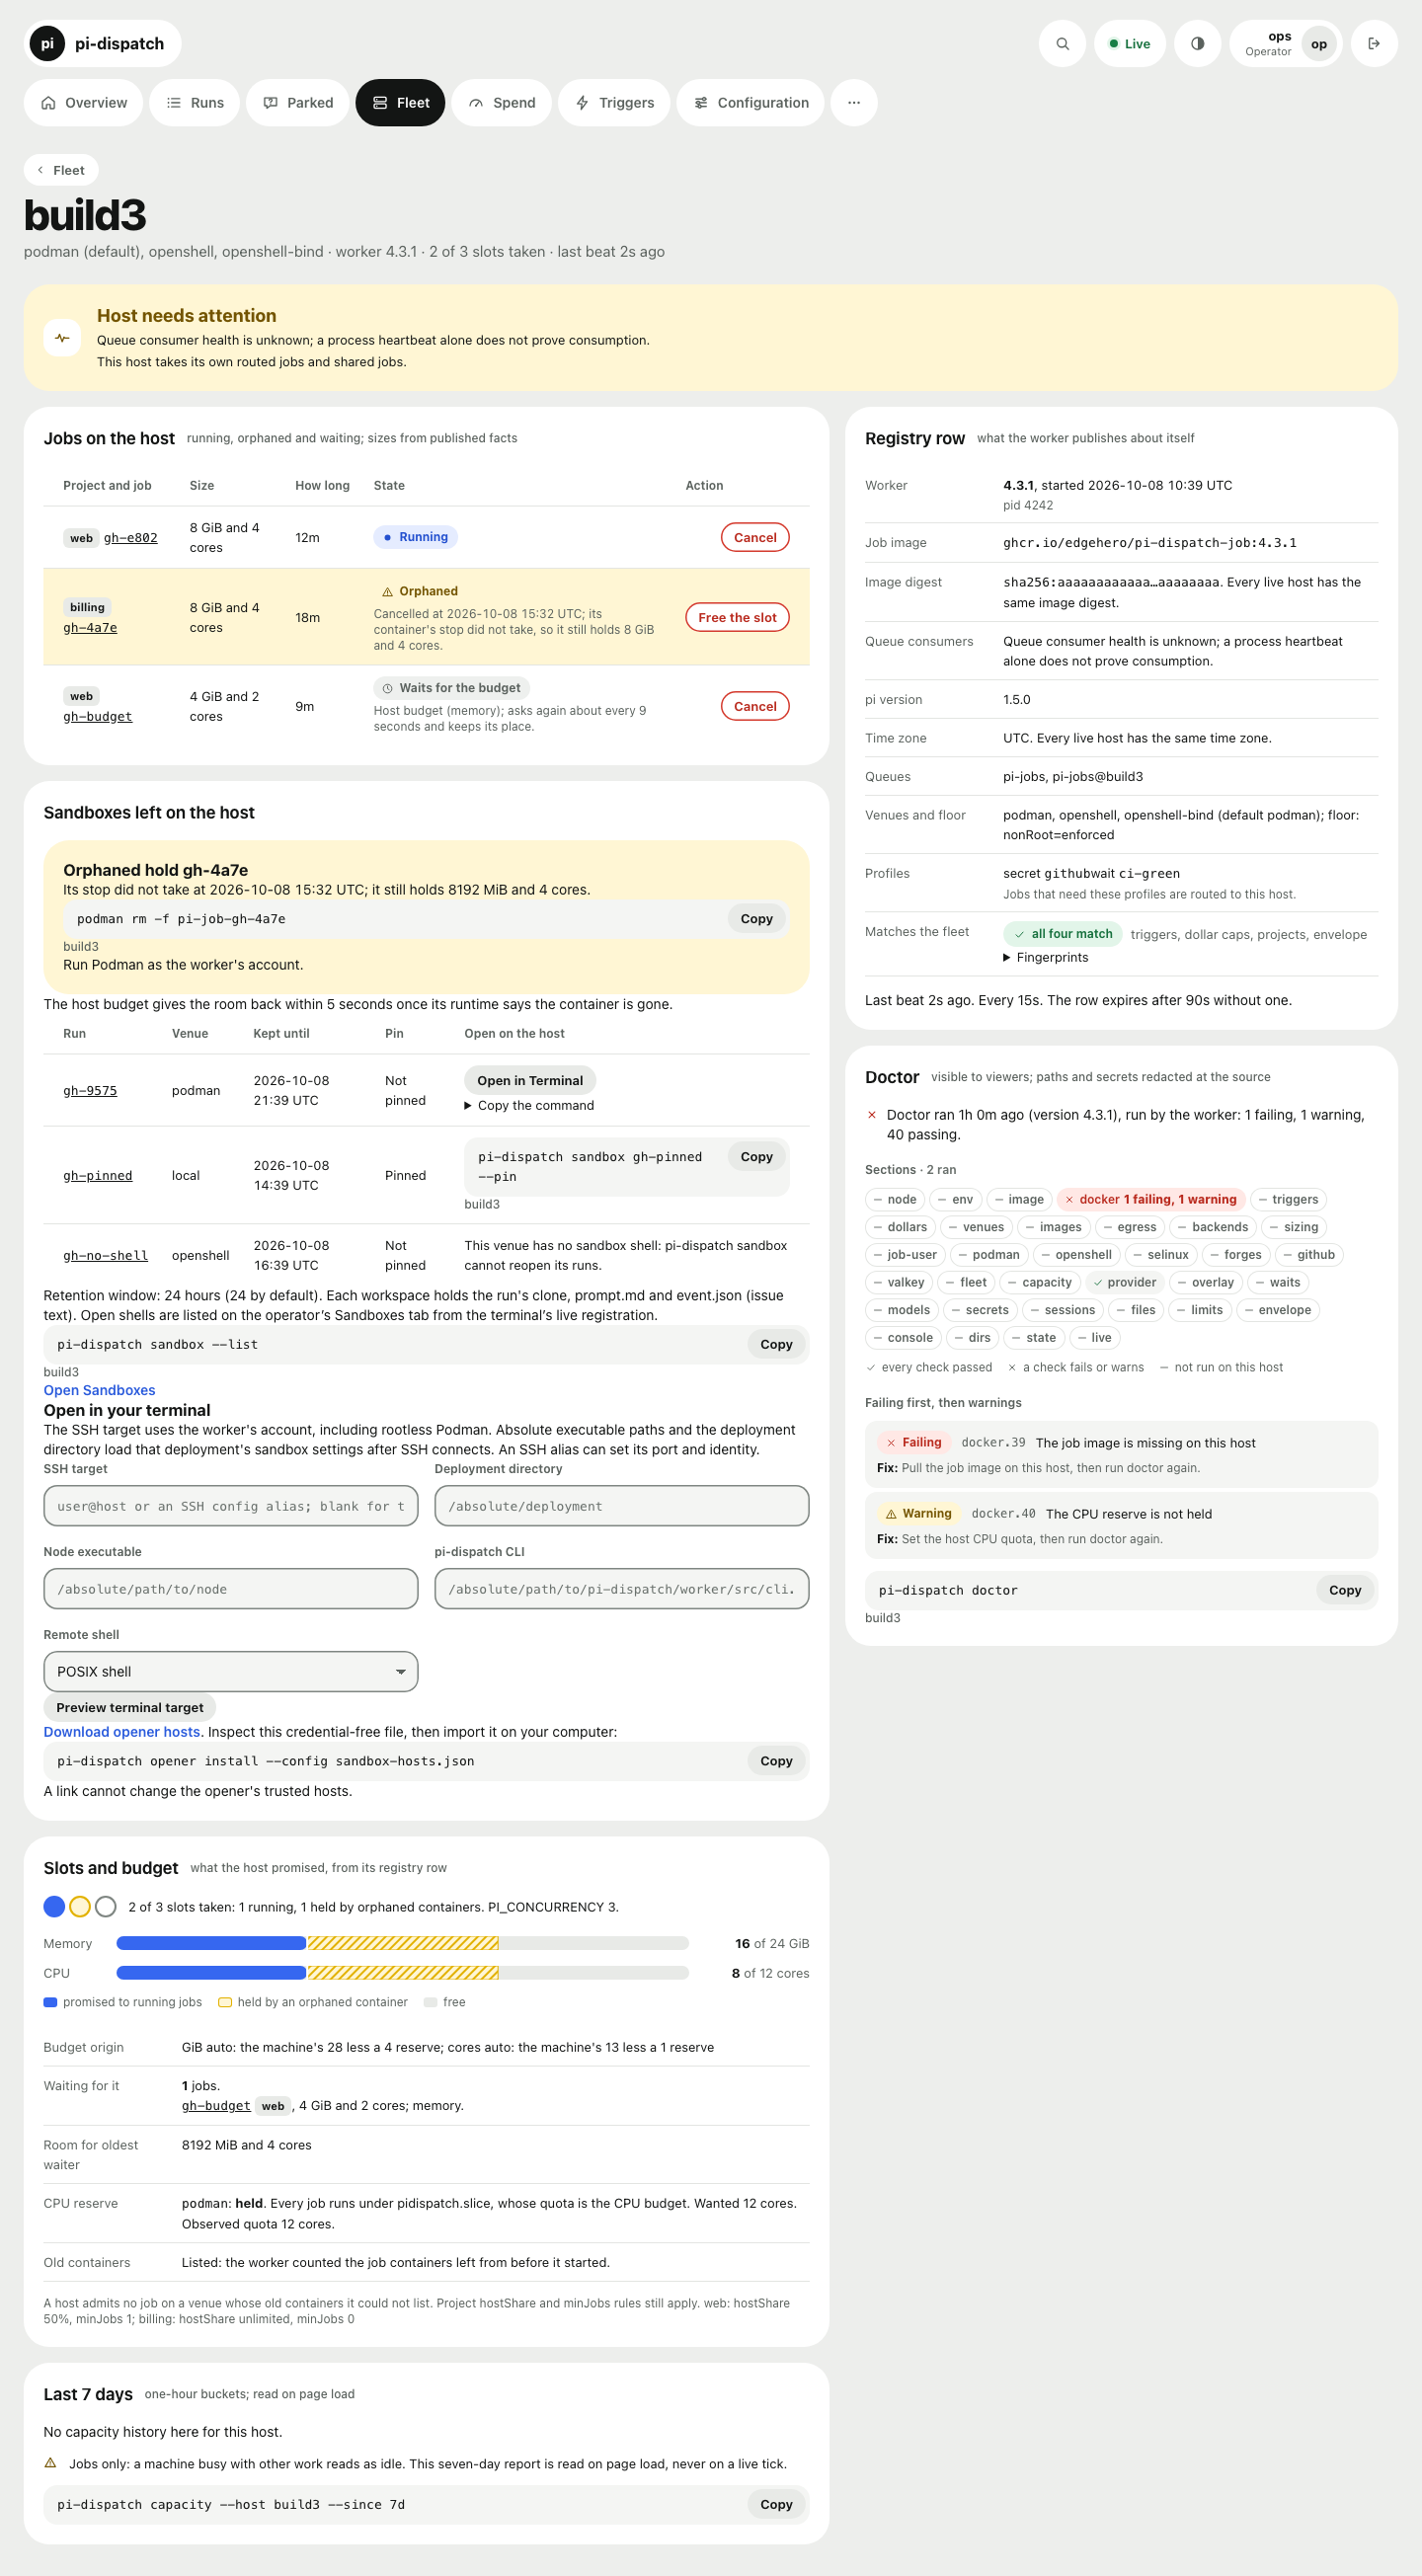 pi pi-dispatch
Live
ops
Operator
op
Overview
Runs
Parked
Fleet
Spend
Triggers
Configuration
Fleet
build3
podman (default), openshell, openshell-bind · worker 4.3.1 · 2 of 3 slots taken · last beat 2s ago
Host needs attention
Queue consumer health is unknown; a process heartbeat alone does not prove consumption.
This host takes its own routed jobs and shared jobs.
Jobs on the host running, orphaned and waiting; sizes from published facts
Project and job Size How long State Action
web gh-e802 8 GiB and 4 cores 12m Running Cancel
billing gh-4a7e 8 GiB and 4 cores 18m Orphaned
Cancelled at 2026-10-08 15:32 UTC; its
container's stop did not take, so it still holds 8 GiB
and 4 cores.
Free the slot
web gh-budget 4 GiB and 2 cores 9m Waits for the budget
Host budget (memory); asks again about every 9
seconds and keeps its place.
Cancel
Sandboxes left on the host
Orphaned hold gh-4a7e
Its stop did not take at 2026-10-08 15:32 UTC; it still holds 8192 MiB and 4 cores.
podman rm -f pi-job-gh-4a7e Copy
build3
Run Podman as the worker's account.
The host budget gives the room back within 5 seconds once its runtime says the container is gone.
Run Venue Kept until Pin Open on the host
gh-9575 podman 2026-10-08 21:39 UTC Not pinned Open in Terminal
Copy the command
gh-pinned local 2026-10-08 14:39 UTC Pinned pi-dispatch sandbox gh-pinned --pin Copy
build3
gh-no-shell openshell 2026-10-08 16:39 UTC Not pinned This venue has no sandbox shell: pi-dispatch sandbox cannot reopen its runs.
Retention window: 24 hours (24 by default). Each workspace holds the run's clone, prompt.md and event.json (issue
text). Open shells are listed on the operator’s Sandboxes tab from the terminal’s live registration.
pi-dispatch sandbox --list Copy
build3
Open Sandboxes
Open in your terminal
The SSH target uses the worker's account, including rootless Podman. Absolute executable paths and the deployment
directory load that deployment's sandbox settings after SSH connects. An SSH alias can set its port and identity.
SSH target Deployment directory
user@host or an SSH config alias; blank for t /absolute/deployment
Node executable pi-dispatch CLI
/absolute/path/to/node /absolute/path/to/pi-dispatch/worker/src/cli.
Remote shell
POSIX shell
Preview terminal target
Download opener hosts. Inspect this credential-free file, then import it on your computer:
pi-dispatch opener install --config sandbox-hosts.json Copy
A link cannot change the opener's trusted hosts.
Slots and budget what the host promised, from its registry row
2 of 3 slots taken: 1 running, 1 held by orphaned containers. PI_CONCURRENCY 3.
Memory 16 of 24 GiB
CPU 8 of 12 cores
promised to running jobs held by an orphaned container free
Budget origin GiB auto: the machine's 28 less a 4 reserve; cores auto: the machine's 13 less a 1 reserve
Waiting for it 1 jobs.
gh-budget web, 4 GiB and 2 cores; memory.
Room for oldest waiter 8192 MiB and 4 cores
CPU reserve podman: held. Every job runs under pidispatch.slice, whose quota is the CPU budget. Wanted 12 cores.
Observed quota 12 cores.
Old containers Listed: the worker counted the job containers left from before it started.
A host admits no job on a venue whose old containers it could not list. Project hostShare and minJobs rules still apply. web: hostShare
50%, minJobs 1; billing: hostShare unlimited, minJobs 0
Last 7 days one-hour buckets; read on page load
No capacity history here for this host.
Jobs only: a machine busy with other work reads as idle. This seven-day report is read on page load, never on a live tick.
pi-dispatch capacity --host build3 --since 7d Copy
Registry row what the worker publishes about itself
Worker 4.3.1, started 2026-10-08 10:39 UTC
pid 4242
Job image ghcr.io/edgehero/pi-dispatch-job:4.3.1
Image digest sha256:aaaaaaaaaaaa…aaaaaaaa. Every live host has the
same image digest.
Queue consumers Queue consumer health is unknown; a process heartbeat
alone does not prove consumption.
pi version 1.5.0
Time zone UTC. Every live host has the same time zone.
Queues pi-jobs, pi-jobs@build3
Venues and floor podman, openshell, openshell-bind (default podman); floor:
nonRoot=enforced
Profiles secret githubwait ci-green
Jobs that need these profiles are routed to this host.
Matches the fleet all four match triggers, dollar caps, projects, envelope
Fingerprints
Last beat 2s ago. Every 15s. The row expires after 90s without one.
Doctor visible to viewers; paths and secrets redacted at the source
Doctor ran 1h 0m ago (version 4.3.1), run by the worker: 1 failing, 1 warning,
40 passing.
Sections · 2 ran
node env image docker 1 failing, 1 warning triggers
dollars venues images egress backends sizing
job-user podman openshell selinux forges github
valkey fleet capacity provider overlay waits
models secrets sessions files limits envelope
console dirs state live
every check passed a check fails or warns not run on this host
Failing first, then warnings
Failing docker.39 The job image is missing on this host
Fix: Pull the job image on this host, then run doctor again.
Warning docker.40 The CPU reserve is not held
Fix: Set the host CPU quota, then run doctor again.
pi-dispatch doctor Copy
build3